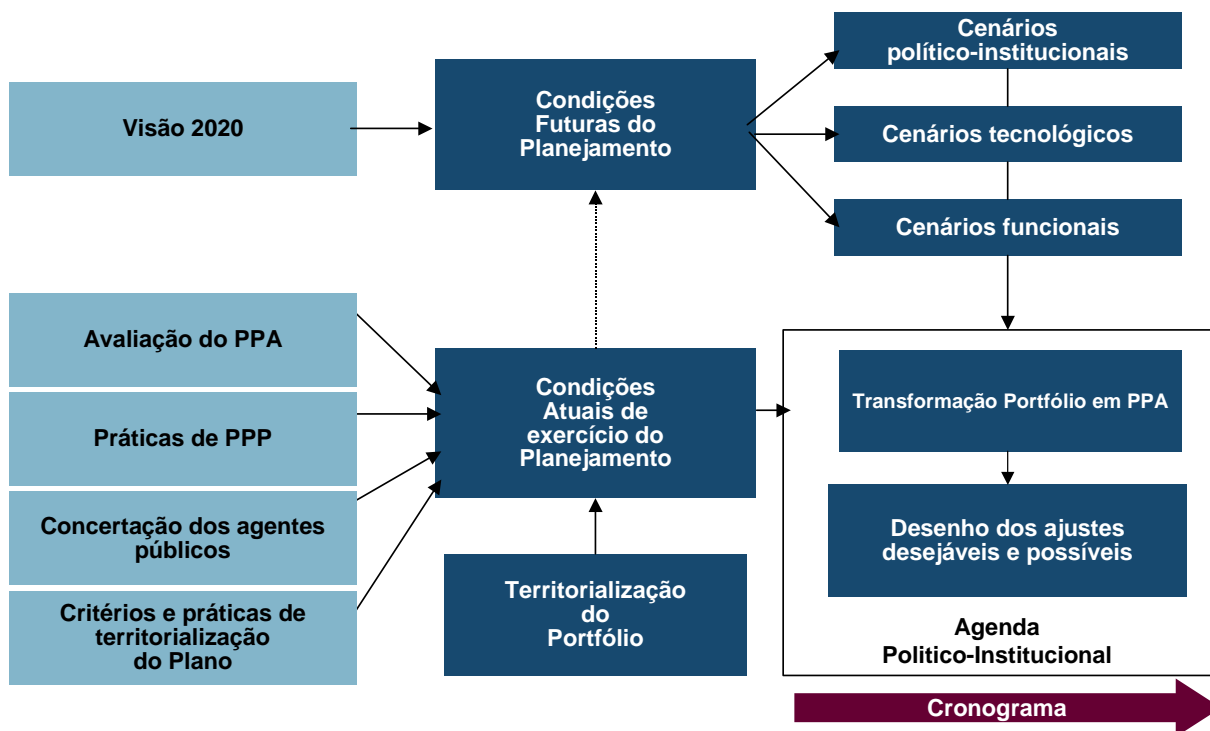 Visão 2020
Condições
Futuras do
Planejamento
Cenários
político-institucionais
Cenários tecnológicos
Cenários funcionais
Avaliação do PPA
Práticas de PPP
Concertação dos agentes
públicos
Critérios e práticas de
territorialização
do Plano
Condições
Atuais de
exercício do
Planejamento
Territorialização
do
Portfólio
Transformação Portfólio em PPA
Desenho dos ajustes
desejáveis e possíveis
Agenda
Politico-Institucional
Cronograma